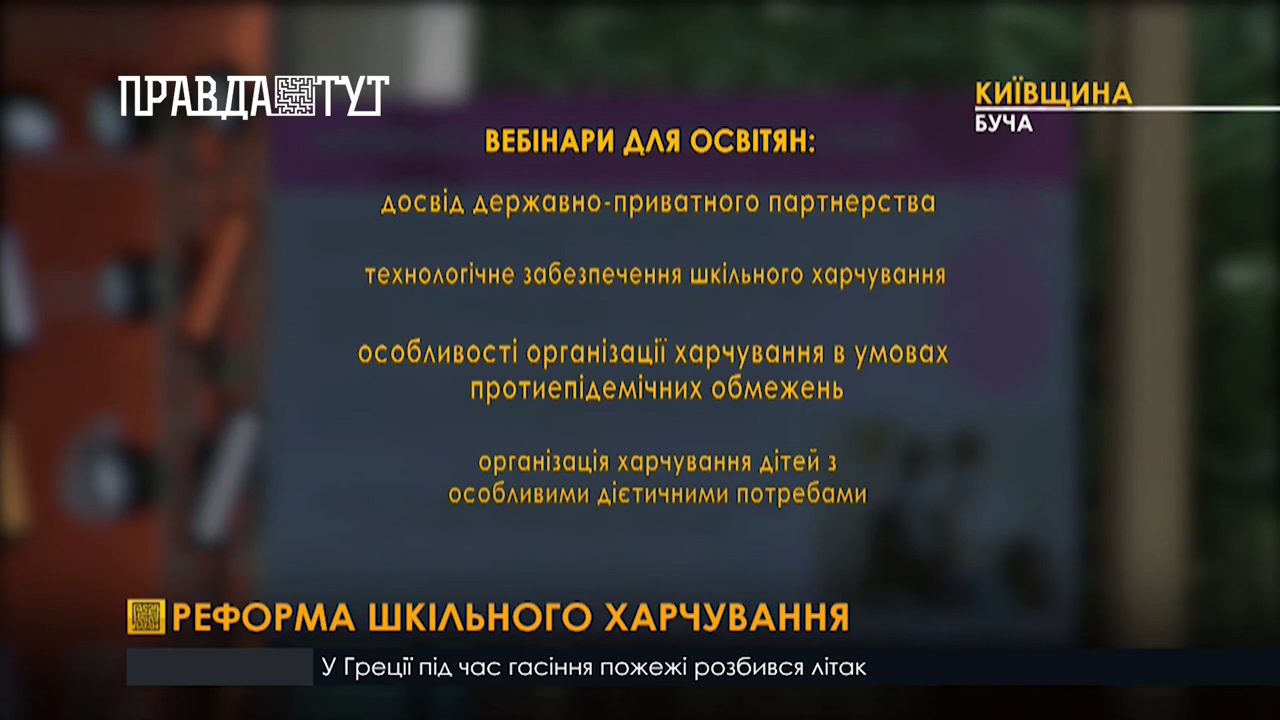 ПРАВДА ТУТ
КИЇВЩИНА
БУЧА
ВЕБІНАРИ ДЛЯ ОСВІТЯН:
досвід державно-приватного партнерства
технологічне забезпечення шкільного харчування
особливості організації харчування в умовах
протиепідемічних обмежень
організація харчування дітей з
особливими дієтичними потребами
РЕФОРМА ШКІЛЬНОГО ХАРЧУВАННЯ
У Греції під час гасіння пожежі розбився літак